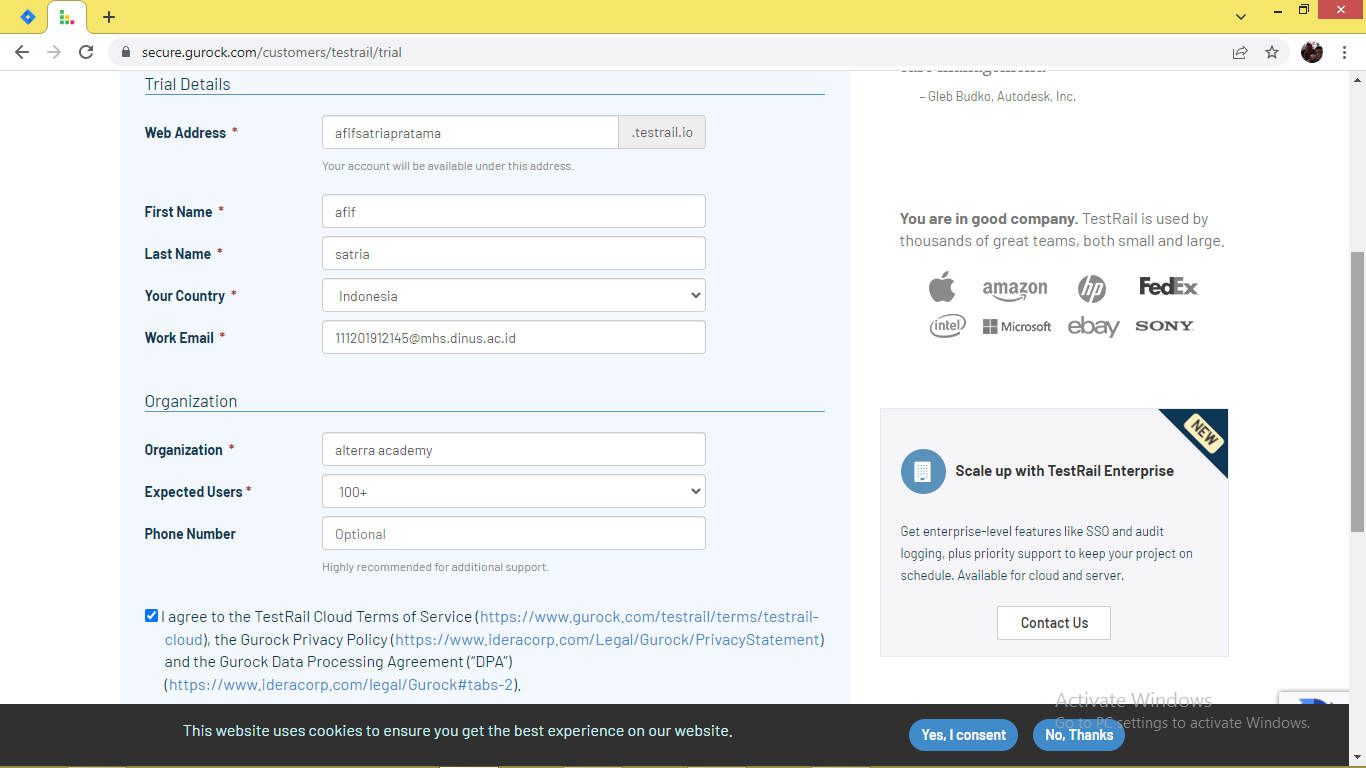 secure.gurock.com/customers/testrail/trial
Trial Details
Web Address *
afifsatriapratama
.testrail.io
Your account will be available under this address.
First Name *
afif
Last Name *
satria
Your Country *
Indonesia
Work Email *
111201912145@mhs.dinus.ac.id
Organization
Organization *
alterra academy
Expected Users *
100+
Phone Number
Optional
Highly recommended for additional support.
I agree to the TestRail Cloud Terms of Service (https://www.gurock.com/testrail/terms/testrail-
cloud), the Gurock Privacy Policy (https://www.ideracorp.com/Legal/Gurock/PrivacyStatement)
and the Gurock Data Processing Agreement (“DPA”)
(https://www.ideracorp.com/legal/Gurock#tabs-2).
– Gleb Budko, Autodesk, Inc.
You are in good company. TestRail is used by
thousands of great teams, both small and large.
amazon
hp
FedEx
intel
Microsoft
ebay
SONY
NEW
Scale up with TestRail Enterprise
Get enterprise-level features like SSO and audit
logging, plus priority support to keep your project on
schedule. Available for cloud and server.
Contact Us
Activate Windows
Go to PC settings to activate Windows.
This website uses cookies to ensure you get the best experience on our website.
Yes, I consent
No, Thanks